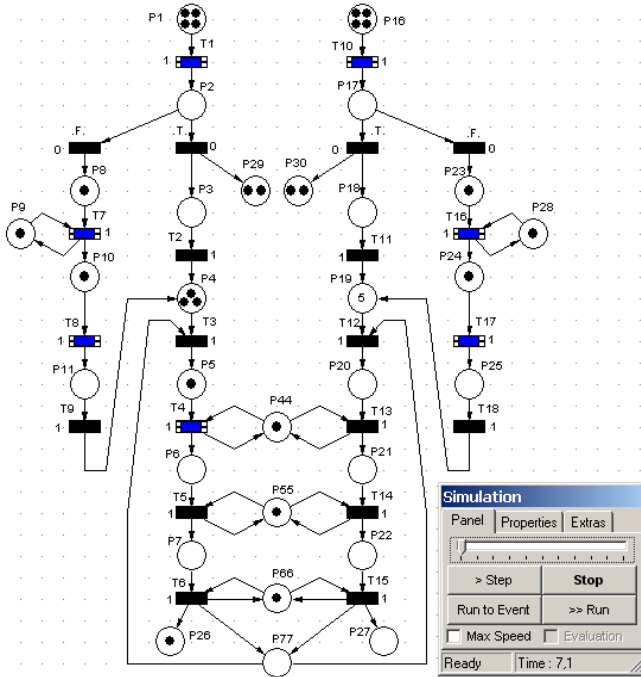 P1 P16
T1 T10
1 1
P2 P17
.F. .T. .T. .F.
0 0 0 0
P8 P29 P30 P23
P9 P3 P18 P28
T7 T16
1 1
P10 T2 T11 P24
1 1
P4 P19
5
T8 T3 T12 T17
1 1 1 1
P11 P5 P20 P25
T9 T4 P44 T13 T18
1 1 1 1
P6 P21
T5 P55 T14
1 1
P7 P22
T6 P66 T15
1 1
P26 P77 P27
Simulation
Panel Properties Extras
> Step Stop
Run to Event >> Run
Max Speed Evaluation
Ready Time : 7,1